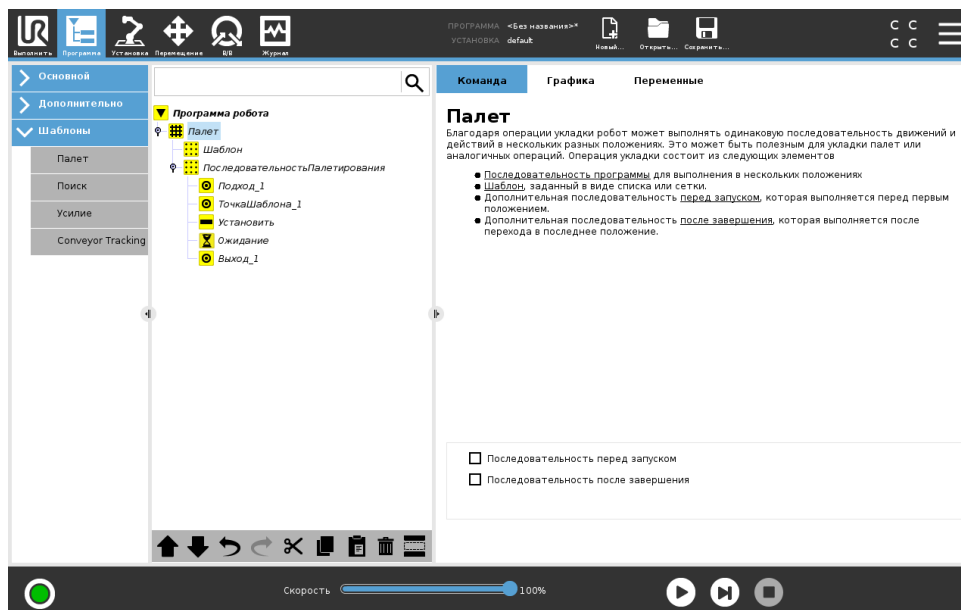 ПРОГРАММА <Без названия>*
УСТАНОВКА default
Выполнить Программа Установка Перемещение В/В Журнал
Новый... Открыть... Сохранить...
C C
C C
Основной
Дополнительно
Шаблоны
Палет
Поиск
Усилие
Conveyor Tracking
Программа робота
Палет
Шаблон
ПоследовательностьПалетирования
Подход_1
ТочкаШаблона_1
Установить
Ожидание
Выход_1
Команда Графика Переменные
Палет
Благодаря операции укладки робот может выполнять одинаковую последовательность движений и
действий в нескольких разных положениях. Это может быть полезным для укладки палет или
аналогичных операций. Операция укладки состоит из следующих элементов
Последовательность программы для выполнения в нескольких положениях
Шаблон, заданный в виде списка или сетки.
Дополнительная последовательность перед запуском, которая выполняется перед первым
положением.
Дополнительная последовательность после завершения, которая выполняется после
перехода в последнее положение.
Последовательность перед запуском
Последовательность после завершения
Скорость 100%